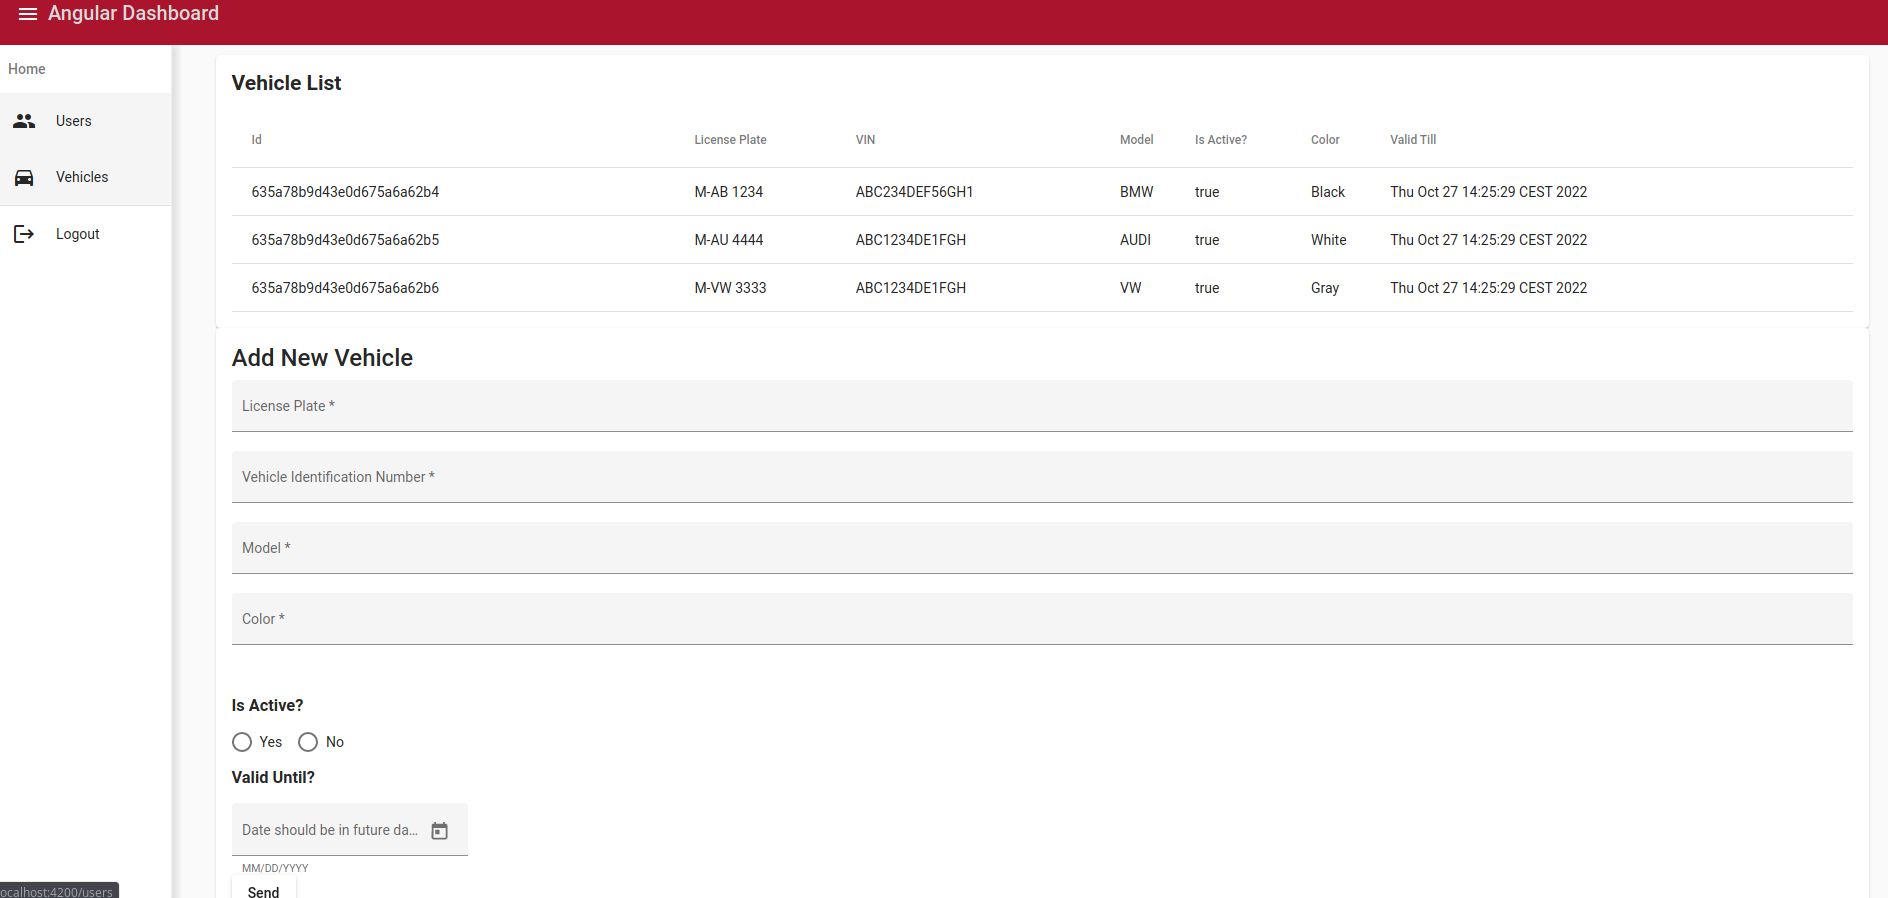 Angular Dashboard
Home
Users
Vehicles
Logout
Vehicle List
Id License Plate VIN Model Is Active? Color Valid Till
635a78b9d43e0d675a6a62b4 M-AB 1234 ABC234DEF56GH1 BMW true Black Thu Oct 27 14:25:29 CEST 2022
635a78b9d43e0d675a6a62b5 M-AU 4444 ABC1234DE1FGH AUDI true White Thu Oct 27 14:25:29 CEST 2022
635a78b9d43e0d675a6a62b6 M-VW 3333 ABC1234DE1FGH VW true Gray Thu Oct 27 14:25:29 CEST 2022
Add New Vehicle
License Plate *
Vehicle Identification Number *
Model *
Color *
Is Active?
Yes No
Valid Until?
Date should be in future da...
MM/DD/YYYY
Send
ocalhost:4200/users